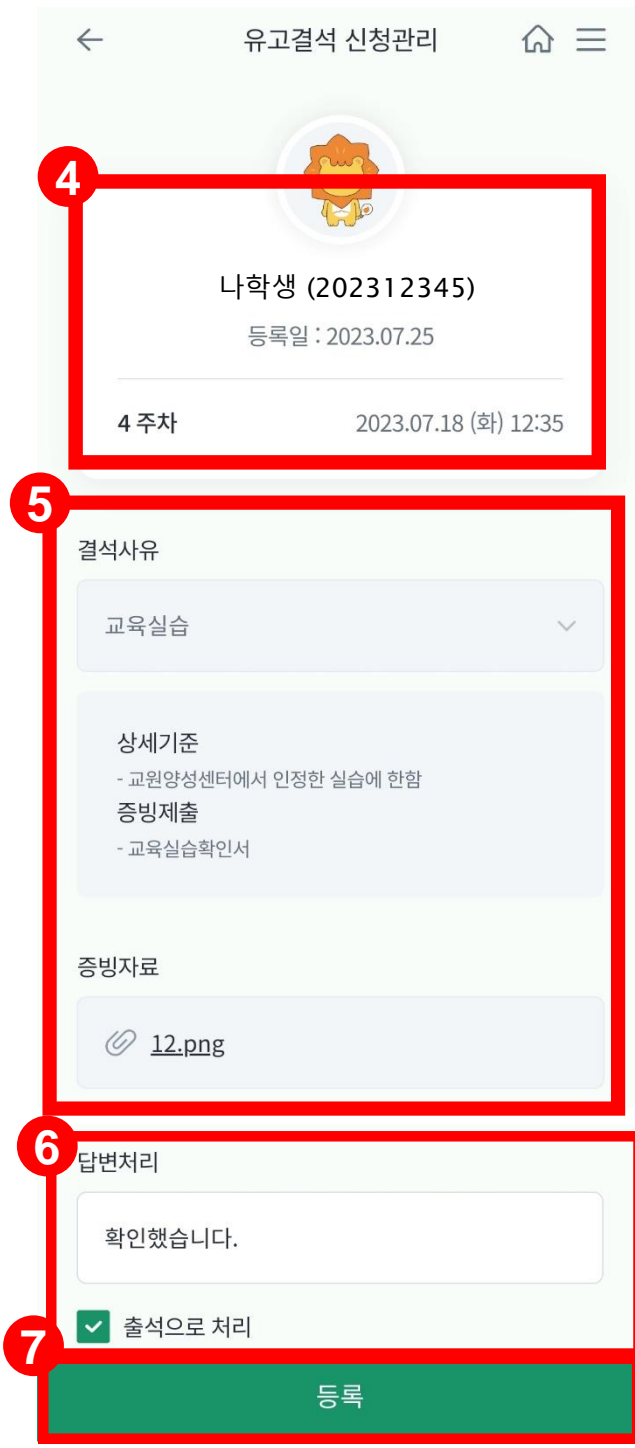 유고결석 신청관리
4
나학생 (202312345)
등록일 : 2023.07.25
4 주차 2023.07.18 (화) 12:35
5
결석사유
교육실습
상세기준
- 교원양성센터에서 인정한 실습에 한함
증빙제출
- 교육실습확인서
증빙자료
12.png
6
답변처리
확인했습니다.
출석으로 처리
7
등록